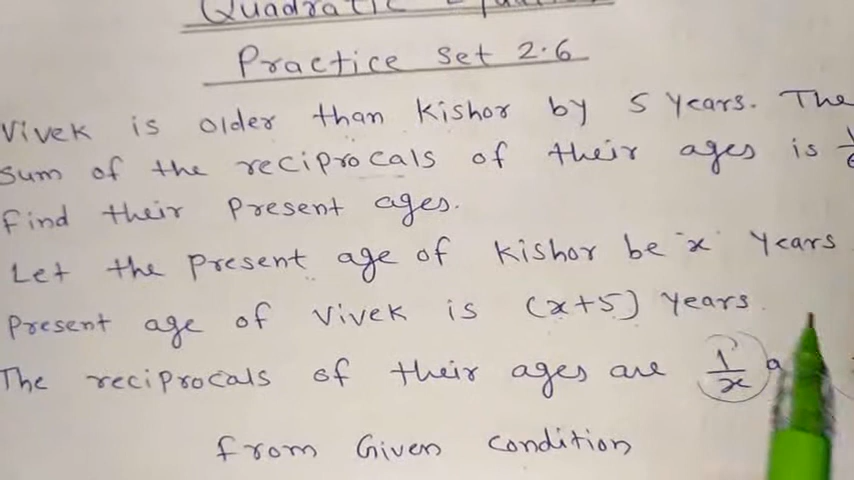 Quadratic
Practice Set 2.6
Vivek is older than Kishor by 5 years. The
Sum of the reciprocals of their ages is
find their Present ages.
Let the Present age of Kishor be "x" Years
Present age of Vivek is (x+5) Years.
The reciprocals of their ages are 1/x
from Given Condition